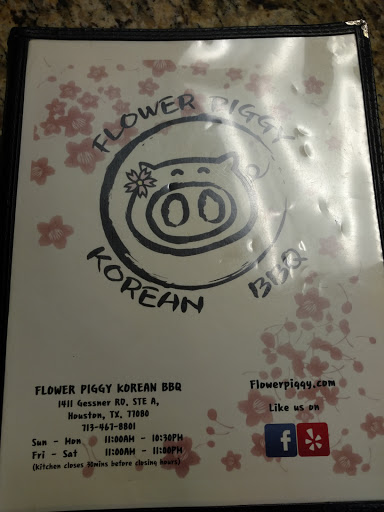 FLOWER PIGGY
KOREAN BBQ
FLOWER PIGGY KOREAN BBQ
1411 Gessner RD, STE A,
Houston, TX, 77080
713-467-8801
Sun - Mon 11:00AM - 10:30PM
Fri - Sat 11:00AM - 11:00PM
(kitchen closes 30mins before closing hours)
Flowerpiggy.com
Like us on
f